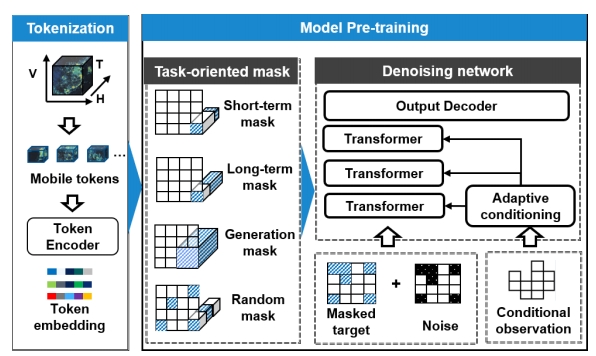 Tokenization
V
T
H
Mobile tokens
...
Token
Encoder
Token
embedding
Model Pre-training
Task-oriented mask
Short-term
mask
Long-term
mask
Generation
mask
Random
mask
Denoising network
Output Decoder
Transformer
Transformer
Transformer
Adaptive
conditioning
Masked
target
+
Noise
Conditional
observation